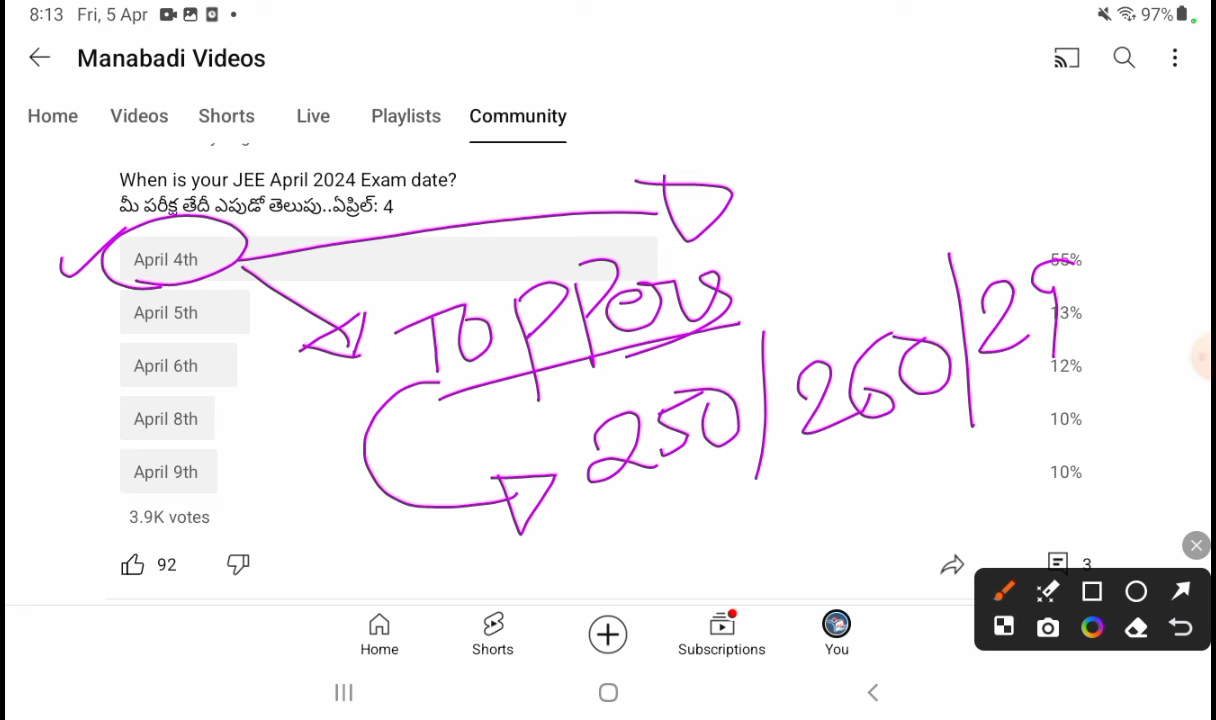 8:13 Fri, 5 Apr 97%
Manabadi Videos
Home Videos Shorts Live Playlists Community
When is your JEE April 2024 Exam date?
మీ పరీక్ష తేదీ ఎపుడో తెలుపు..ఏప్రిల్: 4
April 4th 55%
April 5th 13%
April 6th 12%
April 8th 10%
April 9th 10%
Toppers
250/260/29
3.9K votes
92 3
Home Shorts Subscriptions You